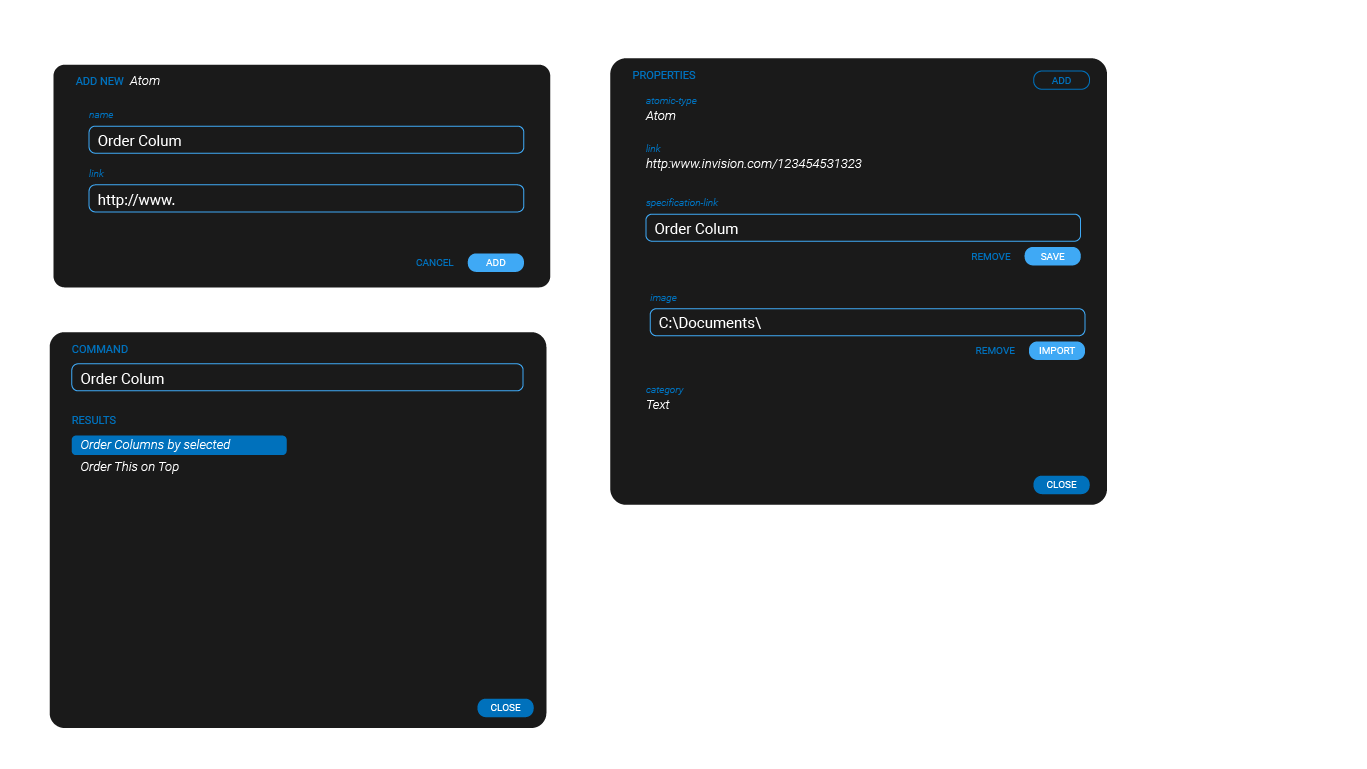 ADD NEW Atom
name
Order Colum
link
http://www.
CANCEL ADD
COMMAND
Order Colum
RESULTS
Order Columns by selected
Order This on Top
CLOSE
PROPERTIES
ADD
atomic-type
Atom
link
http:www.invision.com/123454531323
specification-link
Order Colum
REMOVE SAVE
image
C:\Documents\
REMOVE IMPORT
category
Text
CLOSE